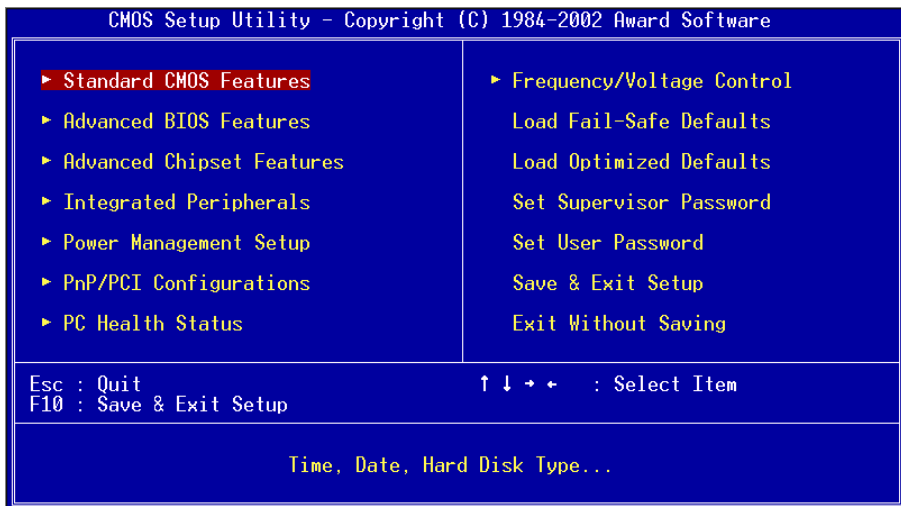 CMOS Setup Utility - Copyright (C) 1984-2002 Award Software
▸ Standard CMOS Features
▸ Advanced BIOS Features
▸ Advanced Chipset Features
▸ Integrated Peripherals
▸ Power Management Setup
▸ PnP/PCI Configurations
▸ PC Health Status
▸ Frequency/Voltage Control
Load Fail-Safe Defaults
Load Optimized Defaults
Set Supervisor Password
Set User Password
Save & Exit Setup
Exit Without Saving
Esc : Quit
F10 : Save & Exit Setup
↑ ↓ → ← : Select Item
Time, Date, Hard Disk Type...